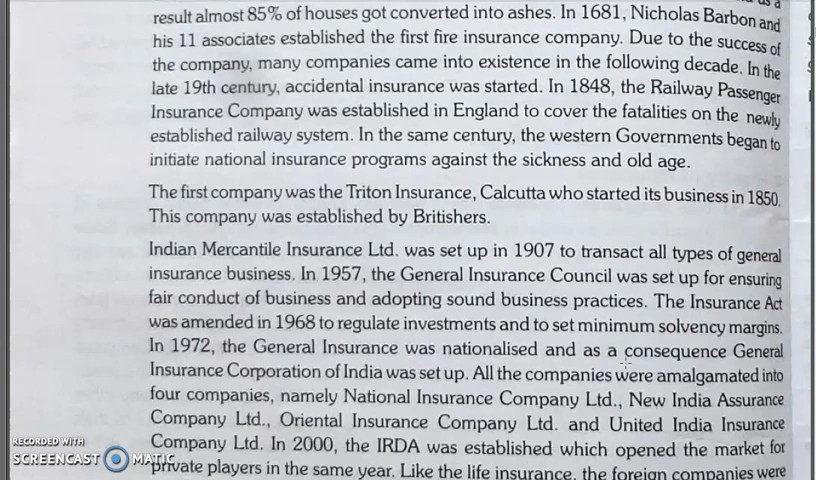 result almost 85% of houses got converted into ashes. In 1681, Nicholas Barbon and
his 11 associates established the first fire insurance company. Due to the success of
the company, many companies came into existence in the following decade. In the
late 19th century, accidental insurance was started. In 1848, the Railway Passenger
Insurance Company was established in England to cover the fatalities on the newly
established railway system. In the same century, the western Governments began to
initiate national insurance programs against the sickness and old age.
The first company was the Triton Insurance, Calcutta who started its business in 1850.
This company was established by Britishers.
Indian Mercantile Insurance Ltd. was set up in 1907 to transact all types of general
insurance business. In 1957, the General Insurance Council was set up for ensuring
fair conduct of business and adopting sound business practices. The Insurance Act
was amended in 1968 to regulate investments and to set minimum solvency margins.
In 1972, the General Insurance was nationalised and as a consequence General
Insurance Corporation of India was set up. All the companies were amalgamated into
four companies, namely National Insurance Company Ltd., New India Assurance
Company Ltd., Oriental Insurance Company Ltd. and United India Insurance
Company Ltd. In 2000, the IRDA was established which opened the market for
private players in the same year. Like the life insurance, the foreign companies were
RECORDED WITH
SCREENCAST MATIC